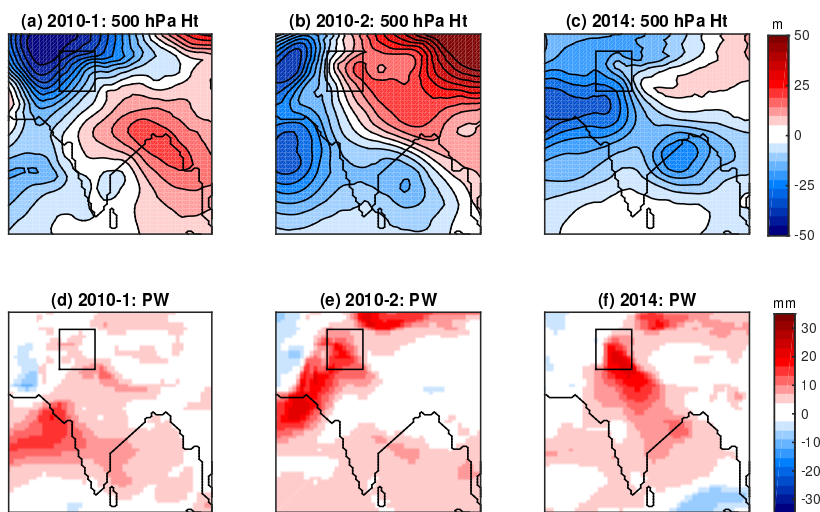 (a) 2010-1: 500 hPa Ht
(b) 2010-2: 500 hPa Ht
(c) 2014: 500 hPa Ht
m
50
25
0
-25
-50
(d) 2010-1: PW
(e) 2010-2: PW
(f) 2014: PW
mm
30
20
10
0
-10
-20
-30